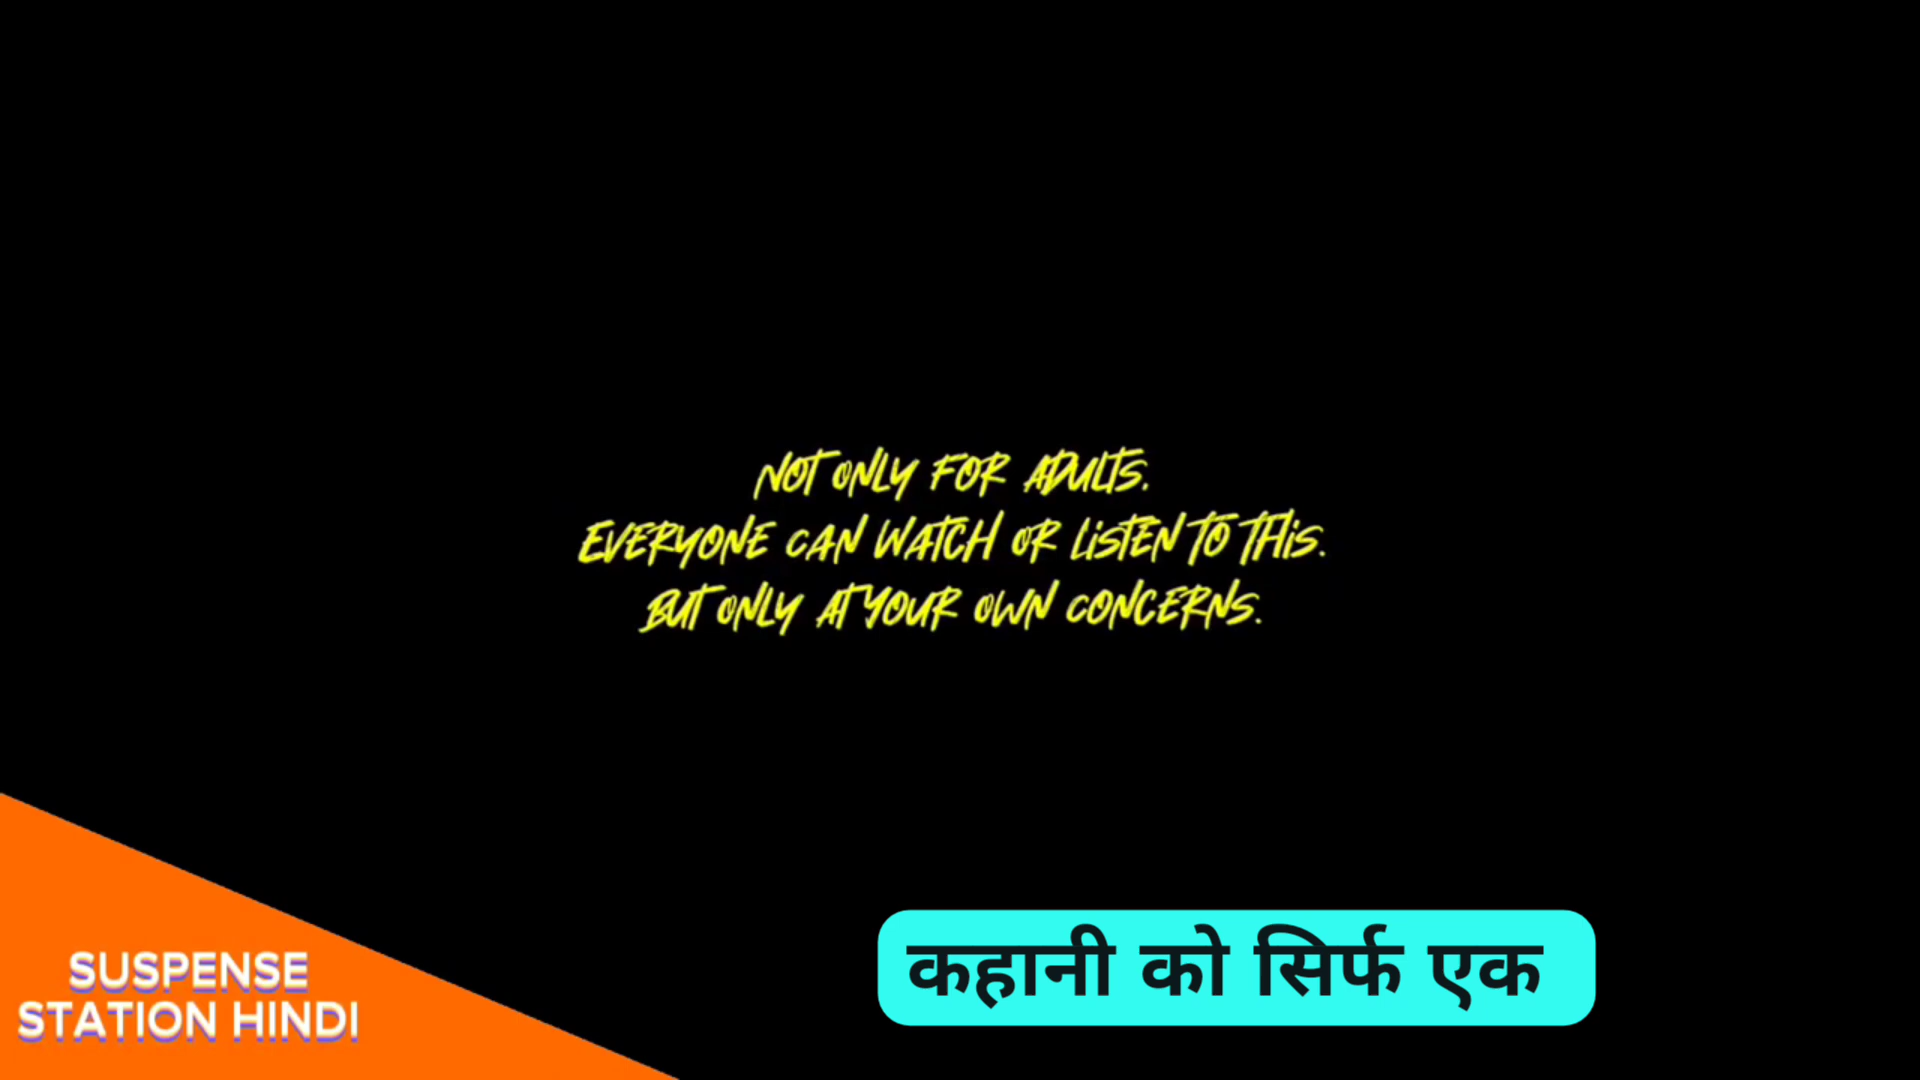 NOT ONLY FOR ADULTS.
EVERYONE CAN WATCH OR LISTEN TO THIS.
BUT ONLY AT YOUR OWN CONCERNS.
कहानी को सिर्फ एक
SUSPENSE
STATION HINDI